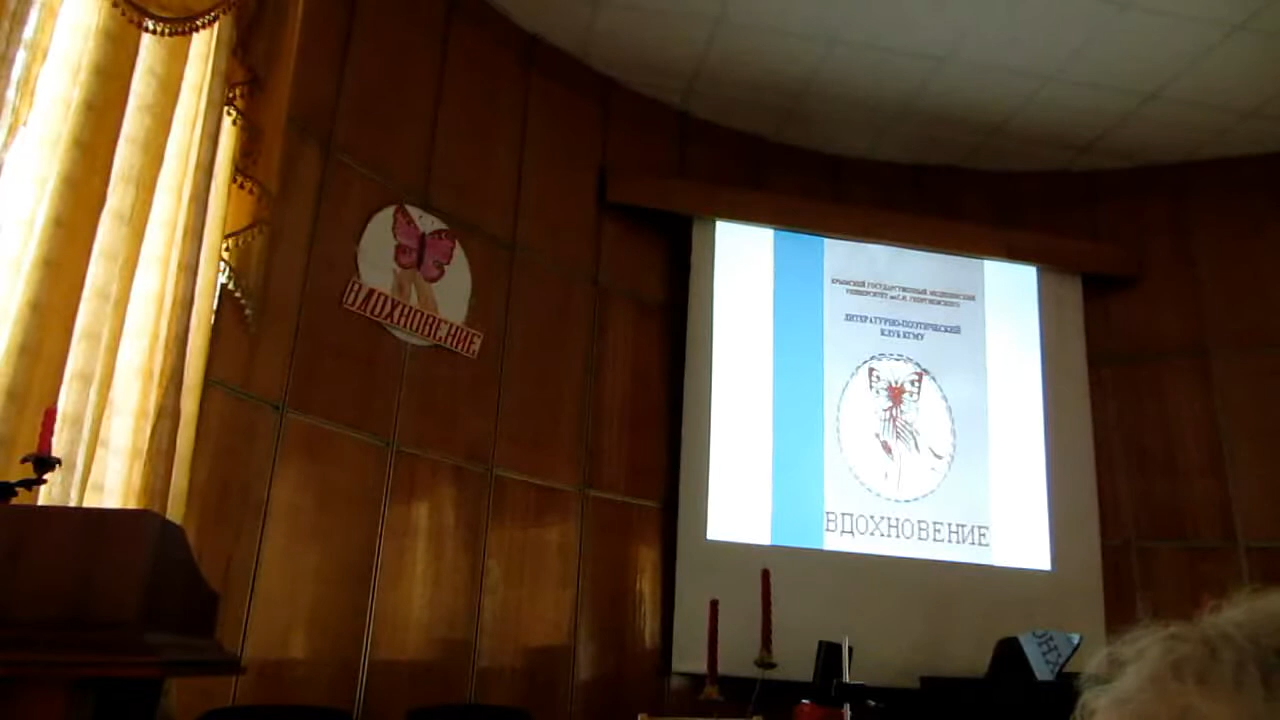 ВДОХНОВЕНИЕ
КРЫМСКИЙ ГОСУДАРСТВЕННЫЙ МЕДИЦИНСКИЙ
УНИВЕРСИТЕТ им.С.И. ГЕОРГИЕВСКОГО
ЛИТЕРАТУРНО-ПОЭТИЧЕСКИЙ
КЛУБ КГМУ
ВДОХНОВЕНИЕ